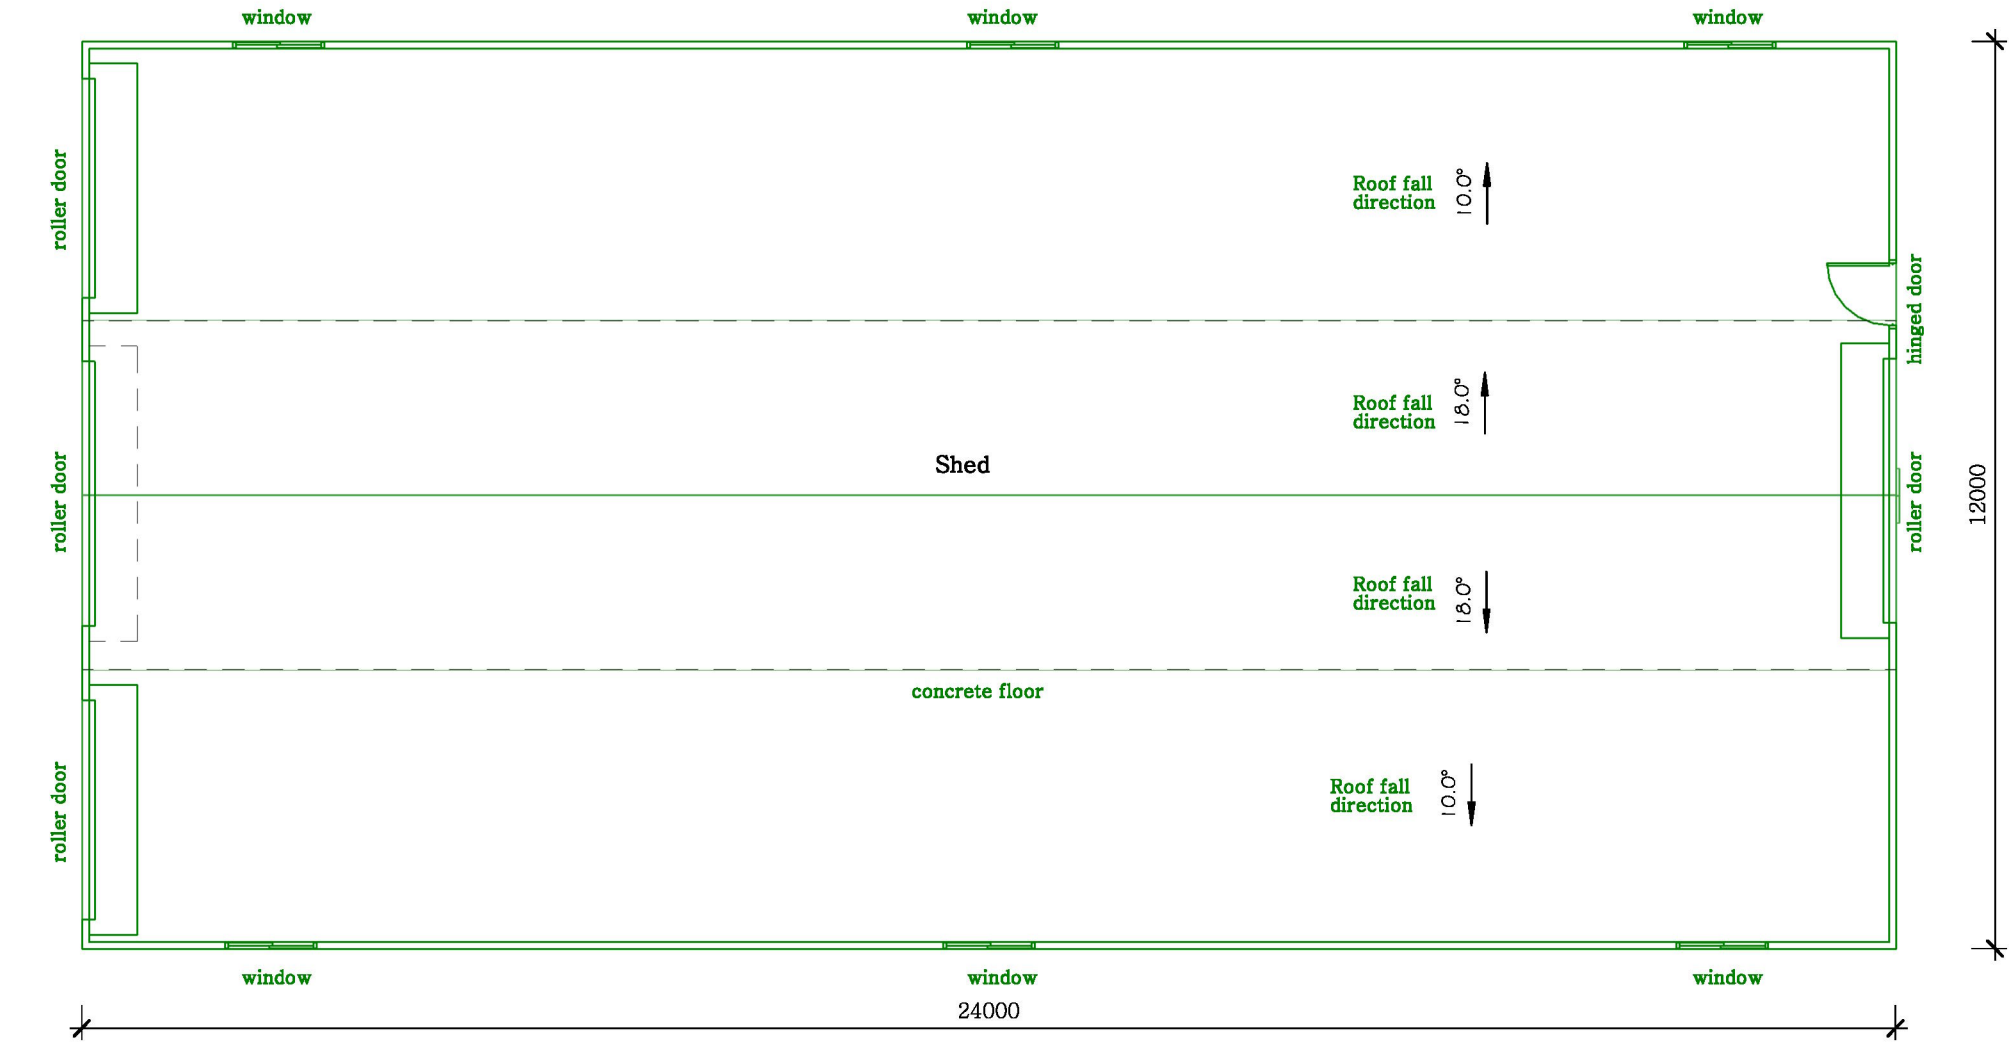 window
window
window
roller door
Roof fall
direction
10.0°
hinged door
Roof fall
direction
18.0°
Shed
roller door
roller door
12000
Roof fall
direction
18.0°
concrete floor
roller door
Roof fall
direction
10.0°
window
window
window
24000